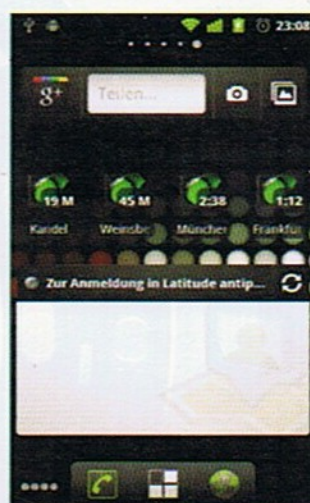 23:08
g+ Teilen...
19 M 45 M 2:38 1:12
Kandel Weinsbe München Frankfur
Zur Anmeldung in Latitude antip...